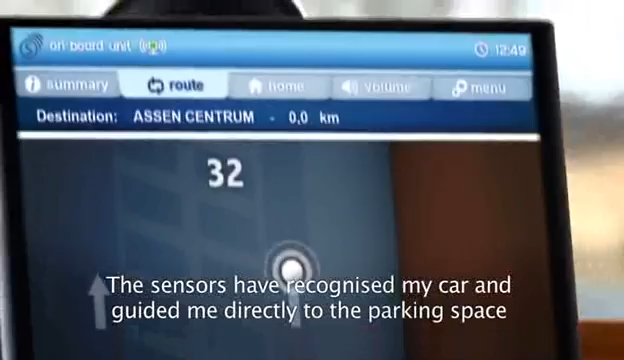 on board unit
12:49
summary route home volume menu
Destination: ASSEN CENTRUM - 0,0 km
32
The sensors have recognised my car and
guided me directly to the parking space